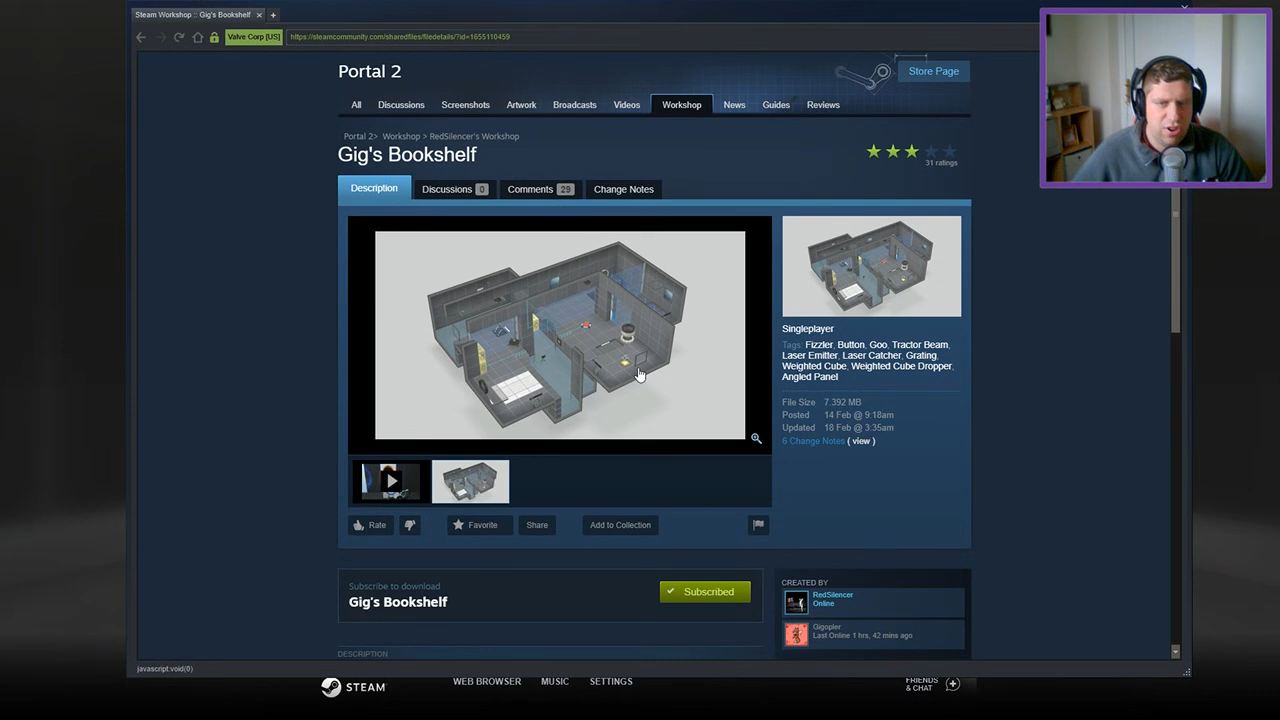 Steam Workshop :: Gig's Bookshelf
Valve Corp [US]
https://steamcommunity.com/sharedfiles/filedetails/?id=1655110459
Portal 2
Store Page
All Discussions Screenshots Artwork Broadcasts Videos Workshop News Guides Reviews
Portal 2> Workshop > RedSilencer's Workshop
Gig's Bookshelf
31 ratings
Description Discussions 0 Comments 29 Change Notes
Singleplayer
Tags: Fizzler, Button, Goo, Tractor Beam,
Laser Emitter, Laser Catcher, Grating,
Weighted Cube, Weighted Cube Dropper,
Angled Panel
File Size 7.392 MB
Posted 14 Feb @ 9:18am
Updated 18 Feb @ 3:35am
6 Change Notes ( view )
Rate Favorite Share Add to Collection
Subscribe to download
Gig's Bookshelf
Subscribed
CREATED BY
RedSilencer
Online
Gigopler
Last Online 1 hrs, 42 mins ago
DESCRIPTION
javascript:void(0)
STEAM
WEB BROWSER MUSIC SETTINGS
FRIENDS
& CHAT